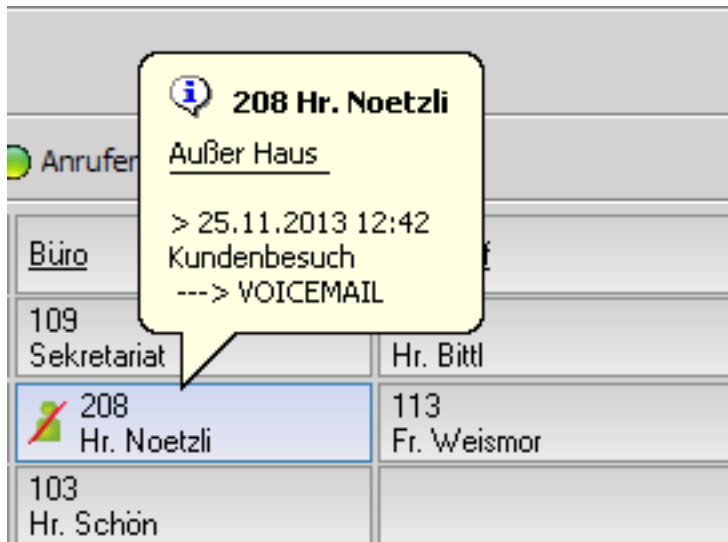 208 Hr. Noetzli
Außer Haus
> 25.11.2013 12:42
Kundenbesuch
---> VOICEMAIL
Anrufen
Büro
109
Sekretariat
Hr. Bittl
208
Hr. Noetzli
113
Fr. Weismor
103
Hr. Schön